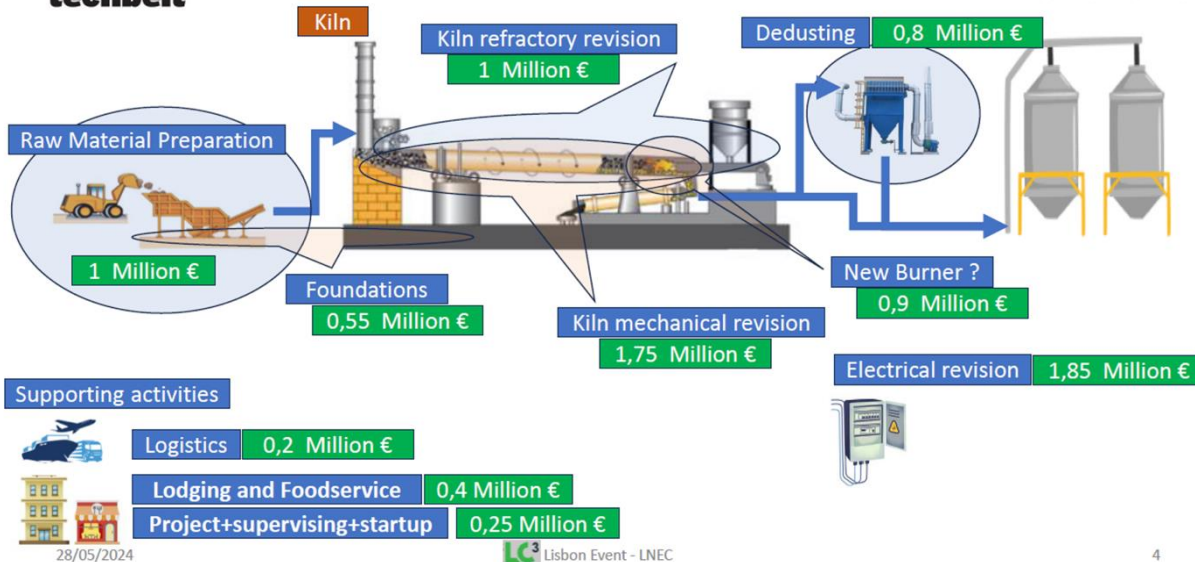 techbelt
Kiln
Kiln refractory revision
1 Million €
Dedusting
0,8 Million €
Raw Material Preparation
1 Million €
Foundations
0,55 Million €
Kiln mechanical revision
1,75 Million €
New Burner ?
0,9 Million €
Electrical revision
1,85 Million €
Supporting activities
Logistics
0,2 Million €
Lodging and Foodservice
0,4 Million €
Project+supervising+startup
0,25 Million €
28/05/2024
LC³ Lisbon Event - LNEC
4